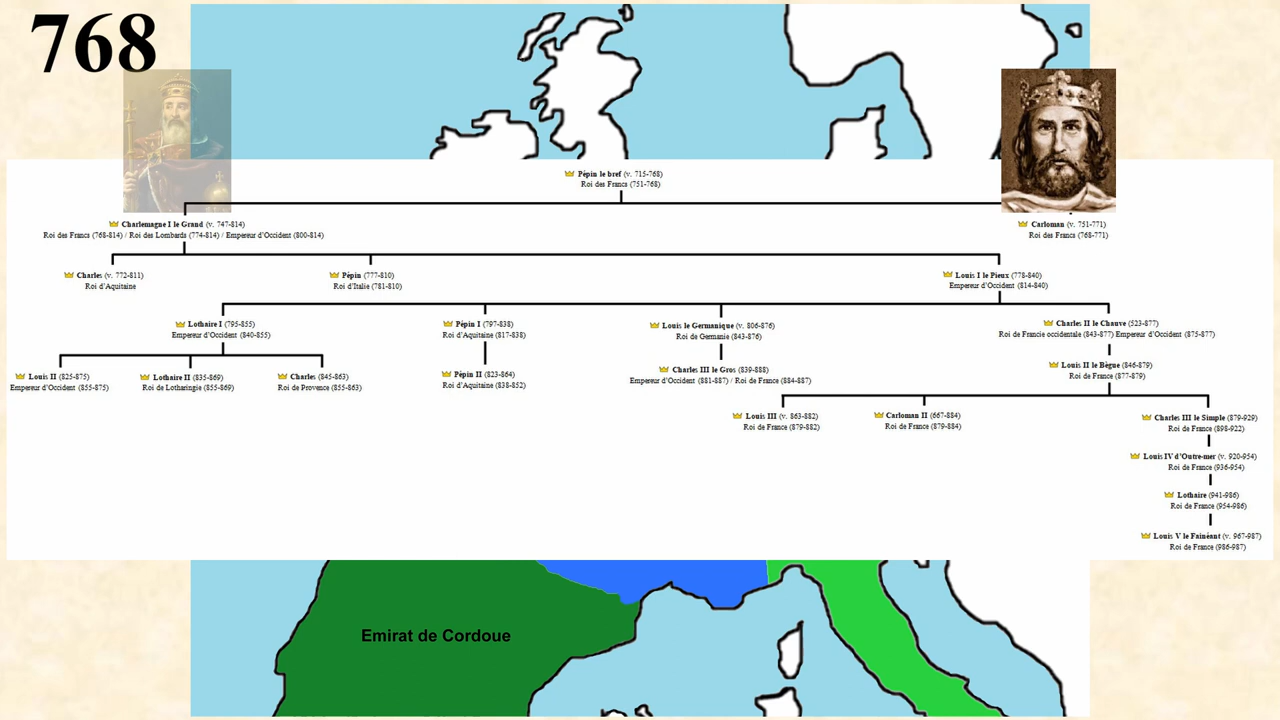 768
Pépin le bref (v. 715-768)
Roi des Francs (751-768)
Charlemagne I le Grand (v. 747-814)
Roi des Francs (768-814) / Roi des Lombards (774-814) / Empereur d'Occident (800-814)
Carloman (v. 751-771)
Roi des Francs (768-771)
Charles (v. 772-811)
Roi d'Aquitaine
Pépin (777-810)
Roi d'Italie (781-810)
Louis I le Pieux (778-840)
Empereur d'Occident (814-840)
Lothaire I (795-855)
Empereur d'Occident (840-855)
Pépin I (797-838)
Roi d'Aquitaine (817-838)
Louis le Germanique (v. 806-876)
Roi de Germanie (843-876)
Charles II le Chauve (523-877)
Roi de Francie occidentale (843-877) Empereur d'Occident (875-877)
Louis II (825-875)
Empereur d'Occident (855-875)
Lothaire II (835-869)
Roi de Lotharingie (855-869)
Charles (845-863)
Roi de Provence (855-863)
Pépin II (823-864)
Roi d'Aquitaine (838-852)
Charles III le Gros (839-888)
Empereur d'Occident (881-887) / Roi de France (884-887)
Louis II le Bègue (846-879)
Roi de France (877-879)
Louis III (v. 863-882)
Roi de France (879-882)
Carloman II (667-884)
Roi de France (879-884)
Charles III le Simple (879-929)
Roi de France (898-922)
Louis IV d'Outre-mer (v. 920-954)
Roi de France (936-954)
Lothaire (941-986)
Roi de France (954-986)
Louis V le Fainéant (v. 967-987)
Roi de France (986-987)
Emirat de Cordoue